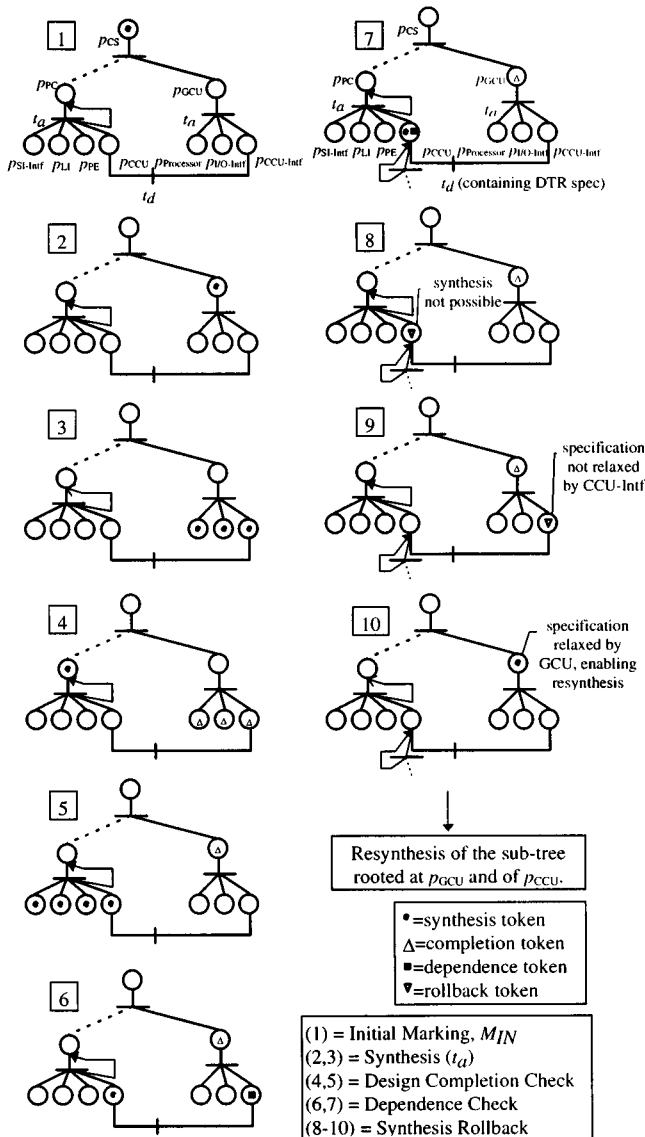 1
pCS
pPC
pGCU
ta
ta
pSI-Intf pLI pPE pCCU pProcessor pI/O-Intf pCCU-Intf
td
2
3
4
5
6
7
pCS
pPC
pGCU
ta
ta
pSI-Intf pLI pPE pCCU pProcessor pI/O-Intf pCCU-Intf
td (containing DTR spec)
8
synthesis
not possible
9
specification
not relaxed
by CCU-Intf
10
specification
relaxed by
GCU, enabling
resynthesis
Resynthesis of the sub-tree
rooted at pGCU and of pCCU.
=synthesis token
=completion token
=dependence token
=rollback token
(1) = Initial Marking, MIN
(2,3) = Synthesis (ta)
(4,5) = Design Completion Check
(6,7) = Dependence Check
(8-10) = Synthesis Rollback